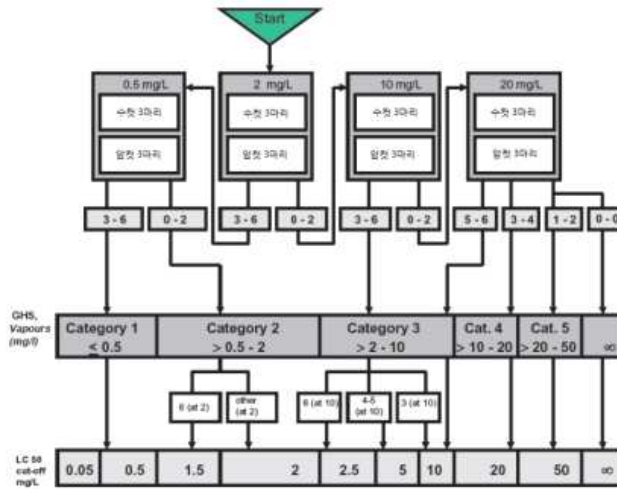 Start
0.5 mg/L 2 mg/L 10 mg/L 20 mg/L
수컷 3마리 수컷 3마리 수컷 3마리 수컷 3마리
암컷 3마리 암컷 3마리 암컷 3마리 암컷 3마리
3 - 6 0 - 2 3 - 6 0 - 2 3 - 6 0 - 2 5 - 6 3 - 4 1 - 2 0 - 0
GHS, Vapours (mg/l)
Category 1 Category 2 Category 3 Cat. 4 Cat. 5
≤ 0.5 > 0.5 - 2 > 2 - 10 > 10 - 20 > 20 - 50 ∞
6 (at 2) other (at 2) 6 (at 10) 4-5 (at 10) 3 (at 10)
LC 50 cut-off mg/L
0.05 0.5 1.5 2 2.5 5 10 20 50 ∞